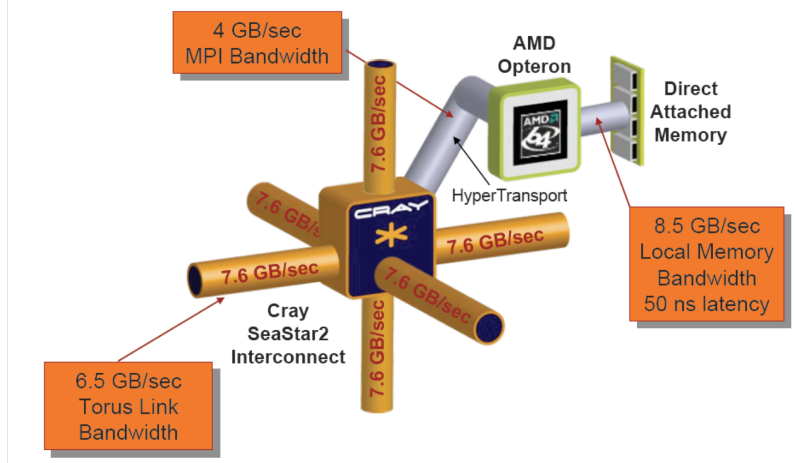 4 GB/sec
MPI Bandwidth
AMD
Opteron
Direct
Attached
Memory
AMD
64
HyperTransport
7.6 GB/sec
7.6 GB/s
CRAY
7.6 GB/sec
7.6 GB/sec
7.6 GB/sec
7.6 GB/sec
8.5 GB/sec
Local Memory
Bandwidth
50 ns latency
Cray
SeaStar2
Interconnect
6.5 GB/sec
Torus Link
Bandwidth